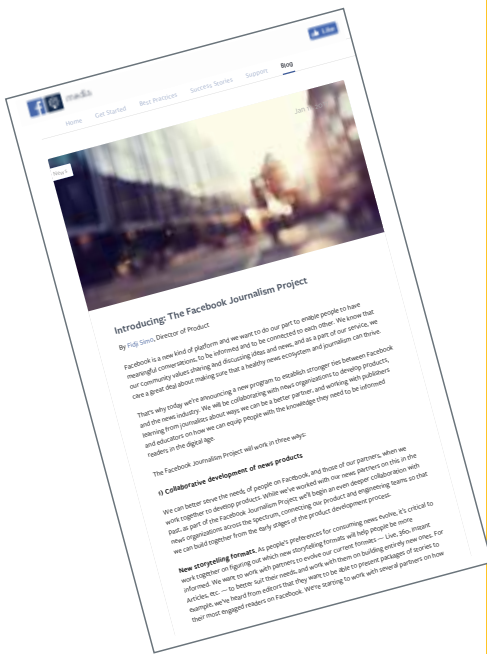 Like
media
Home Get Started Best Practices Success Stories Support Blog
Jan
News
Introducing: The Facebook Journalism Project
By Fidji Simo, Director of Product
Facebook is a new kind of platform and we want to do our part to enable people to have
meaningful conversations, to be informed and to be connected to each other. We know that
our community values sharing and discussing ideas and news, and as a part of our service, we
care a great deal about making sure that a healthy news ecosystem and journalism can thrive.
That's why today we're announcing a new program to establish stronger ties between Facebook
and the news industry. We will be collaborating with news organizations to develop products,
learning from journalists about ways we can be a better partner, and working with publishers
and educators on how we can equip people with the knowledge they need to be informed
readers in the digital age.
The Facebook Journalism Project will work in three ways:
1) Collaborative development of news products
We can better serve the needs of people on Facebook, and those of our partners, when we
work together to develop products. While we've worked with our news partners on this in the
past, as part of the Facebook Journalism Project we'll begin an even deeper collaboration with
news organizations across the spectrum, connecting our product and engineering teams so that
we can build together from the early stages of the product development process.
New storytelling formats. As people's preferences for consuming news evolve, it's critical to
work together on figuring out which new storytelling formats will help people be more
informed. We want to work with partners to evolve our current formats — Live, 360, Instant
Articles, etc. — to better suit their needs, and work with them on building entirely new ones. For
example, we've heard from editors that they want to be able to present packages of stories to
their most engaged readers on Facebook. We're starting to work with several partners on how